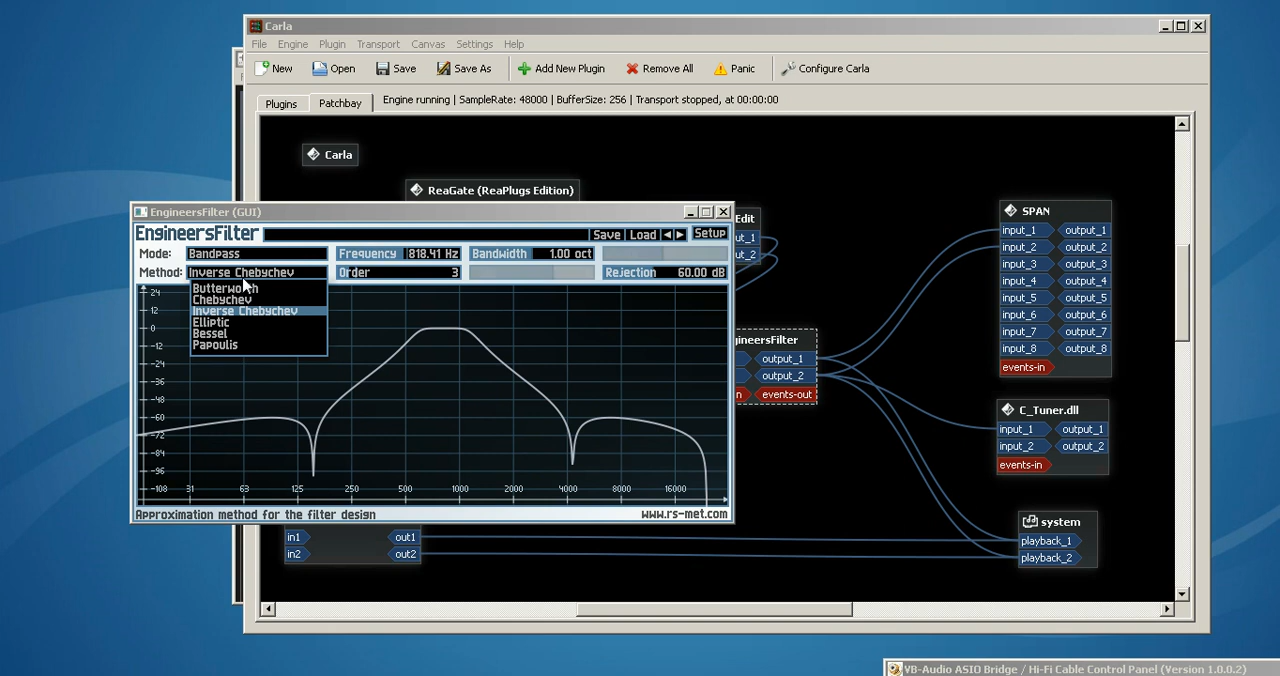 Carla
File Engine Plugin Transport Canvas Settings Help
New Open Save Save As Add New Plugin Remove All Panic Configure Carla
Plugins Patchbay Engine running | SampleRate: 48000 | BufferSize: 256 | Transport stopped, at 00:00:00
Carla
ReaGate (ReaPlugs Edition)
EngineersFilter (GUI)
EngineersFilter Save Load Setup
Mode: Bandpass Frequency 818.41 Hz Bandwidth 1.00 oct
Method: Inverse Chebychev Order 3 Rejection 60.00 dB
Butterworth
Chebychev
Inverse Chebychev
Elliptic
Bessel
Papoulis
24
12
0
-12
-24
-36
-48
-60
-72
-84
-96
-108 31 63 125 250 500 1000 2000 4000 8000 16000
Approximation method for the filter design www.rs-met.com
Edit
ut_1
ut_2
gineersFilter
output_1
output_2
n events-out
in1 out1
in2 out2
SPAN
input_1 output_1
input_2 output_2
input_3 output_3
input_4 output_4
input_5 output_5
input_6 output_6
input_7 output_7
input_8 output_8
events-in
C_Tuner.dll
input_1 output_1
input_2 output_2
events-in
system
playback_1
playback_2
VB-Audio ASIO Bridge / Hi-Fi Cable Control Panel (Version 1.0.0.2)